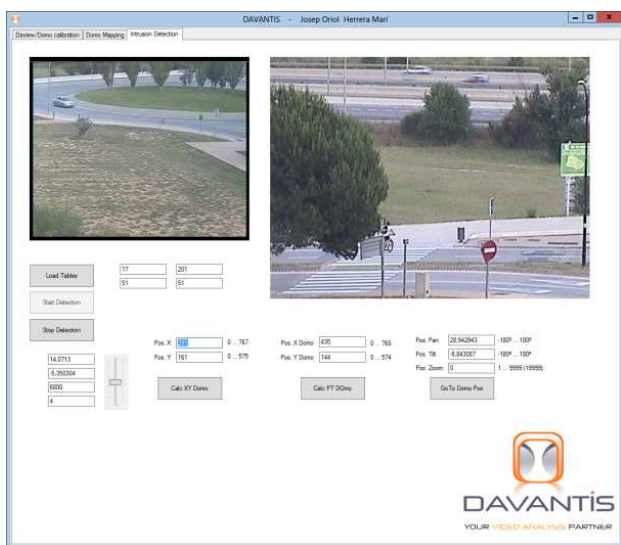 DAVANTIS - Josep Oriol Herrera Mari
Daview/Domo calibration Domo Mapping Intrusion Detection
Load Tables
17 201
51 51
Start Detection
Stop Detection
Pos. X 0 .. 767
Pos. Y 161 0 .. 575
Calc XY Domo
Pos. X Domo 435 0 .. 765
Pos. Y Domo 144 0 .. 574
Calc PT DOmo
Pos. Pan 28,942943 -180º ... 180º
Pos. Tilt -8,843087 -180º ... 180º
Pos. Zoom 0 1 ... 9999 (19999)
Go To Domo Pos
14,0713
-5,350304
6000
4
DAVANTIS
YOUR VIDEO ANALYSIS PARTNER